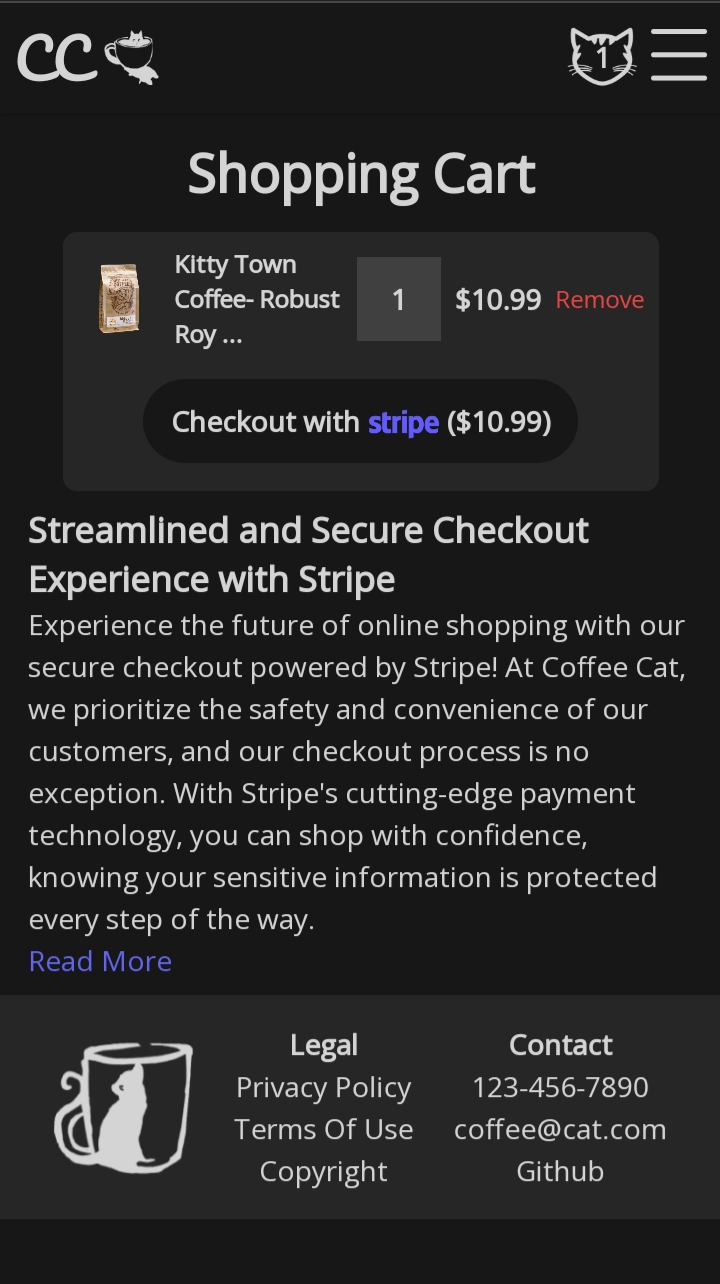 CC
1
Shopping Cart
Kitty Town
Coffee- Robust
Roy ...
1
$10.99
Remove
Checkout with stripe ($10.99)
Streamlined and Secure Checkout
Experience with Stripe
Experience the future of online shopping with our
secure checkout powered by Stripe! At Coffee Cat,
we prioritize the safety and convenience of our
customers, and our checkout process is no
exception. With Stripe's cutting-edge payment
technology, you can shop with confidence,
knowing your sensitive information is protected
every step of the way.
Read More
Legal
Privacy Policy
Terms Of Use
Copyright
Contact
123-456-7890
coffee@cat.com
Github